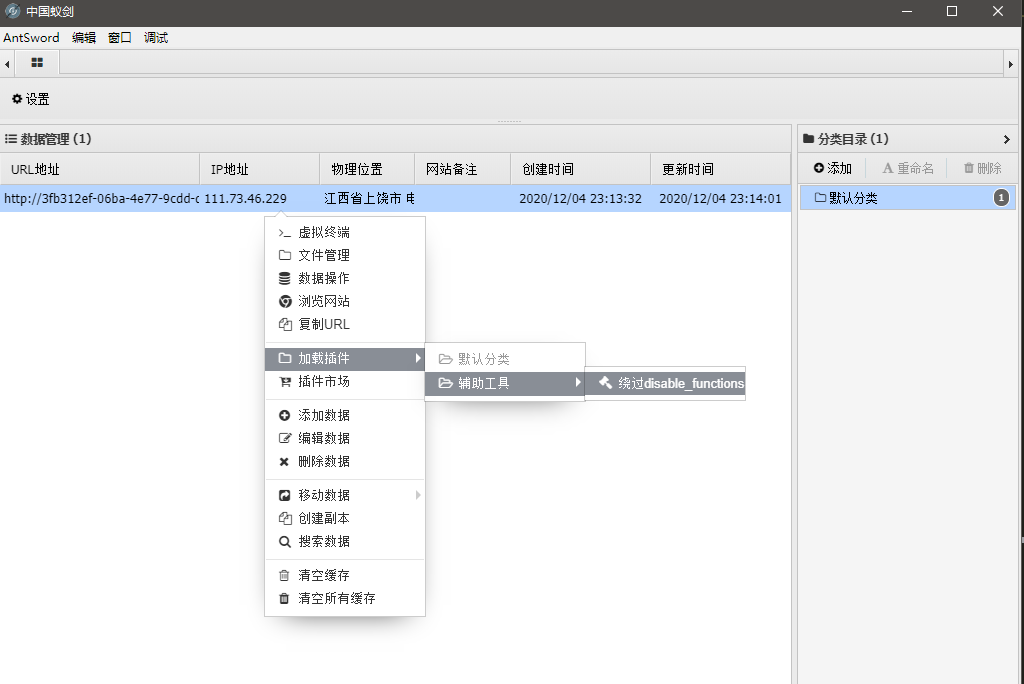 中国蚁剑
AntSword 编辑 窗口 调试
设置
数据管理 (1)
分类目录 (1)
URL地址 IP地址 物理位置 网站备注 创建时间 更新时间
添加 重命名 删除
http://3fb312ef-06ba-4e77-9cdd-c 111.73.46.229 江西省上饶市 电 2020/12/04 23:13:32 2020/12/04 23:14:01
默认分类 1
虚拟终端
文件管理
数据操作
浏览网站
复制URL
加载插件
默认分类
辅助工具
绕过disable_functions
插件市场
添加数据
编辑数据
删除数据
移动数据
创建副本
搜索数据
清空缓存
清空所有缓存